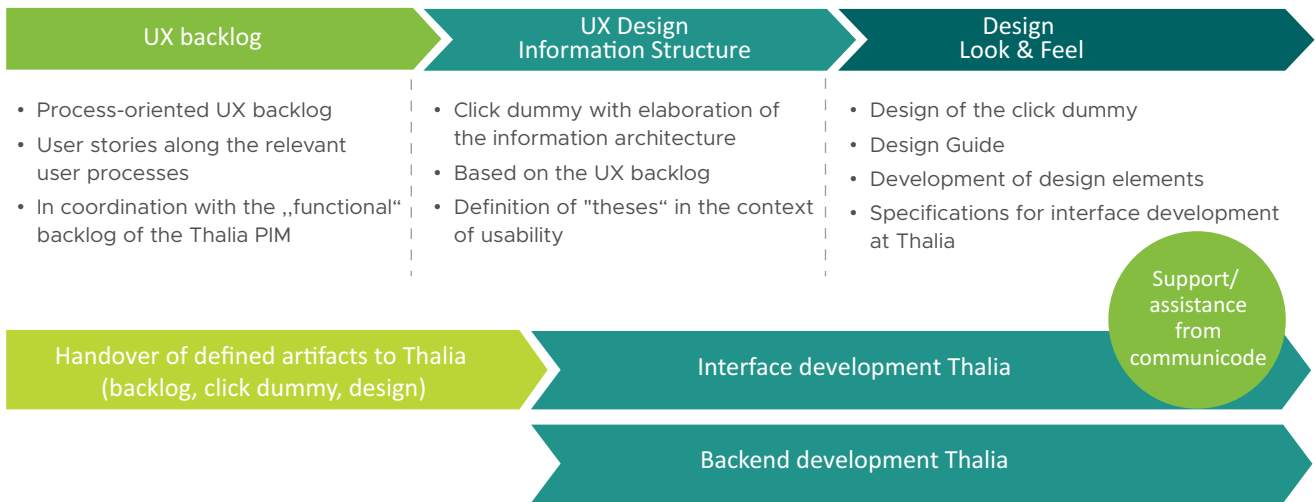 UX backlog
UX Design
Information Structure
Design
Look & Feel
• Process-oriented UX backlog
• User stories along the relevant
user processes
• In coordination with the „functional“
backlog of the Thalia PIM
• Click dummy with elaboration of
the information architecture
• Based on the UX backlog
• Definition of "theses“ in the context
of usability
• Design of the click dummy
• Design Guide
• Development of design elements
• Specifications for interface development
at Thalia
Support/
assistance
from
communicode
Handover of defined artifacts to Thalia
(backlog, click dummy, design)
Interface development Thalia
Backend development Thalia